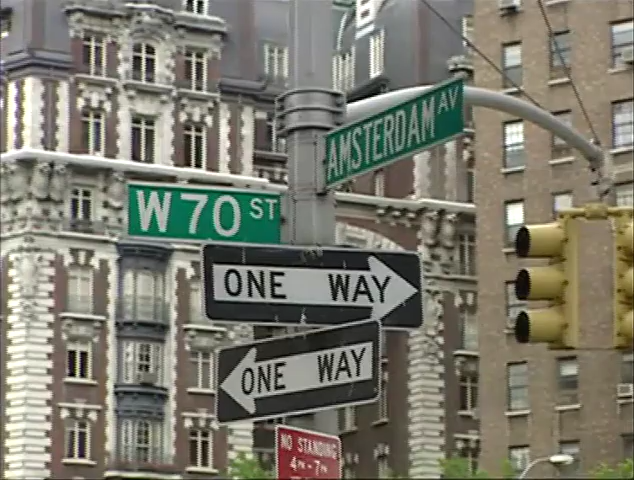 AMSTERDAM AV
W 70 ST
ONE WAY
ONE WAY
NO STANDING
4PM-7PM